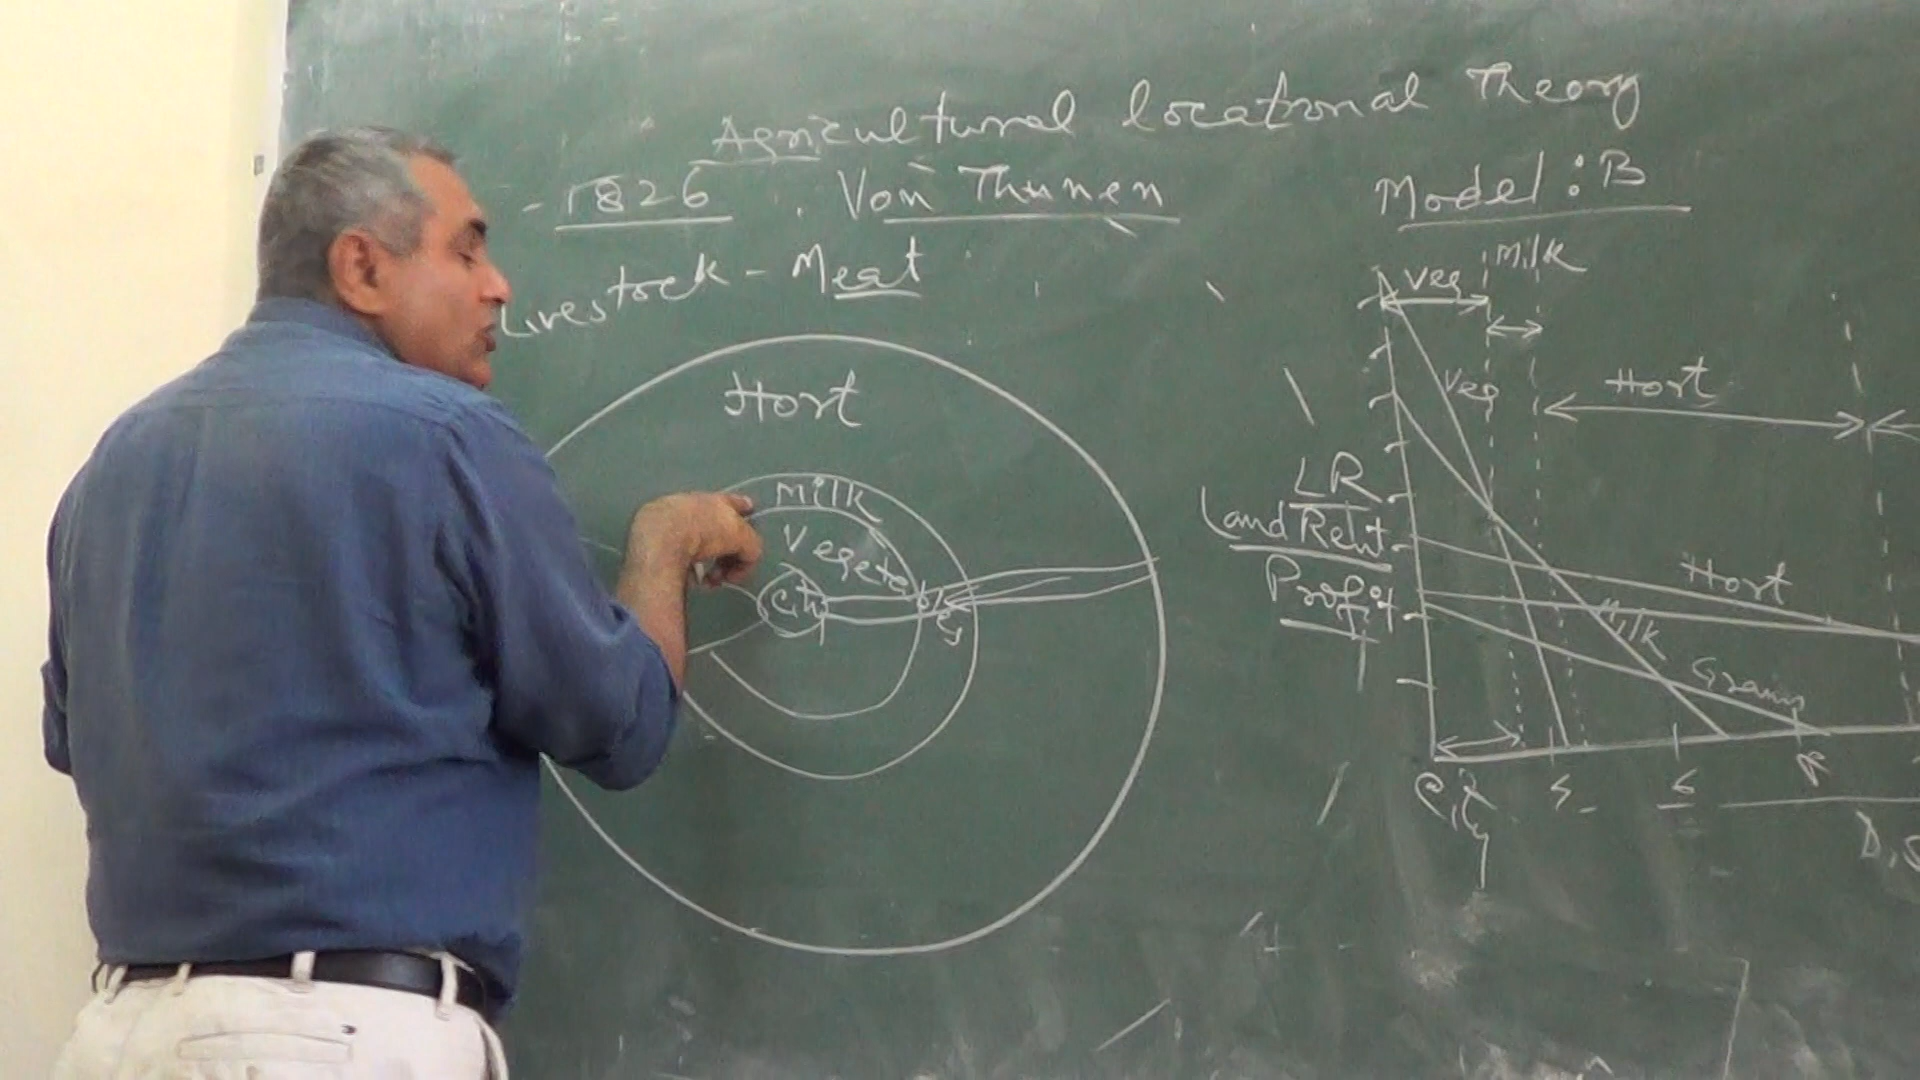 Agricultural locational Theory
- 1826 . Von Thunen
Model : B
Livestock - Meat
Hort
Milk
Veg
City
Veg
Milk
Veg
Hort
LR
Land Rent
Profit
Hort
Milk
Grains
City